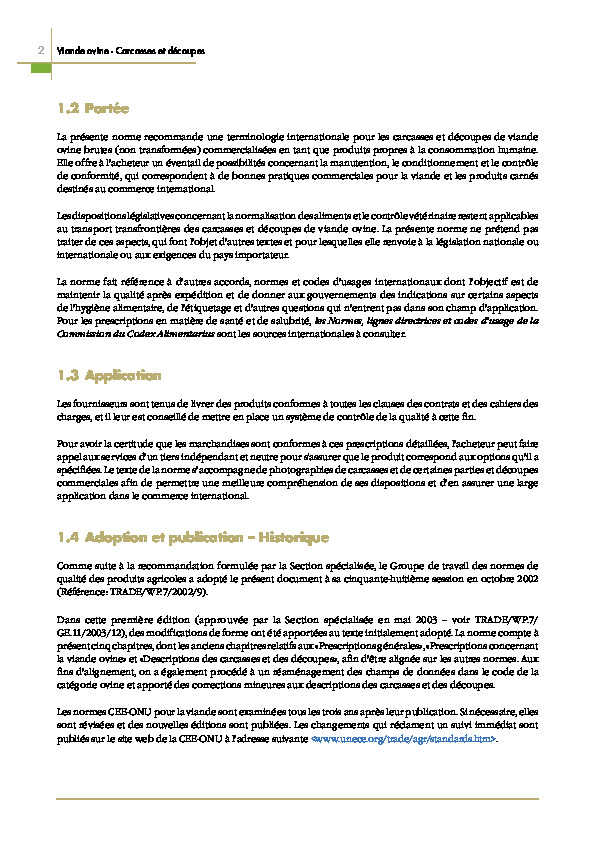 2 Viande ovine - Carcasses et découpes
1.2 Portée
La présente norme recommande une terminologie internationale pour les carcasses et découpes de viande
ovine brutes (non transformées) commercialisées en tant que produits propres à la consommation humaine.
Elle offre à l'acheteur un éventail de possibilités concernant la manutention, le conditionnement et le contrôle
de conformité, qui correspondent à de bonnes pratiques commerciales pour la viande et les produits carnés
destinés au commerce international.
Les dispositions législatives concernant la normalisation des aliments et le contrôle vétérinaire restent applicables
au transport transfrontières des carcasses et découpes de viande ovine. La présente norme ne prétend pas
traiter de ces aspects, qui font l'objet d'autres textes et pour lesquelles elle renvoie à la législation nationale ou
internationale ou aux exigences du pays importateur.
La norme fait référence à d'autres accords, normes et codes d'usages internationaux dont l'objectif est de
maintenir la qualité après expédition et de donner aux gouvernements des indications sur certains aspects
de l'hygiène alimentaire, de l'étiquetage et d'autres questions qui n'entrent pas dans son champ d'application.
Pour les prescriptions en matière de santé et de salubrité, les Normes, lignes directrices et codes d'usage de la
Commission du Codex Alimentarius sont les sources internationales à consulter.
1.3 Application
Les fournisseurs sont tenus de livrer des produits conformes à toutes les clauses des contrats et des cahiers des
charges, et il leur est conseillé de mettre en place un système de contrôle de la qualité à cette fin.
Pour avoir la certitude que les marchandises sont conformes à ces prescriptions détaillées, l'acheteur peut faire
appel aux services d'un tiers indépendant et neutre pour s'assurer que le produit correspond aux options qu'il a
spécifiées. Le texte de la norme s'accompagne de photographies de carcasses et de certaines parties et découpes
commerciales afin de permettre une meilleure compréhension de ses dispositions et d'en assurer une large
application dans le commerce international.
1.4 Adoption et publication – Historique
Comme suite à la recommandation formulée par la Section spécialisée, le Groupe de travail des normes de
qualité des produits agricoles a adopté le présent document à sa cinquante-huitième session en octobre 2002
(Référence: TRADE/WP.7/2002/9).
Dans cette première édition (approuvée par la Section spécialisée en mai 2003 – voir TRADE/WP.7/
GE.11/2003/12), des modifications de forme ont été apportées au texte initialement adopté. La norme compte à
présent cinq chapitres, dont les anciens chapitres relatifs aux «Prescriptions générales», «Prescriptions concernant
la viande ovine» et «Descriptions des carcasses et des découpes», afin d'être alignée sur les autres normes. Aux
fins d'alignement, on a également procédé à un réaménagement des champs de données dans le code de la
catégorie ovine et apporté des corrections mineures aux descriptions des carcasses et des découpes.
Les normes CEE-ONU pour la viande sont examinées tous les trois ans après leur publication. Si nécessaire, elles
sont révisées et des nouvelles éditions sont publiées. Les changements qui réclament un suivi immédiat sont
publiés sur le site web de la CEE-ONU à l'adresse suivante <www.unece.org/trade/agr/standards.htm>.